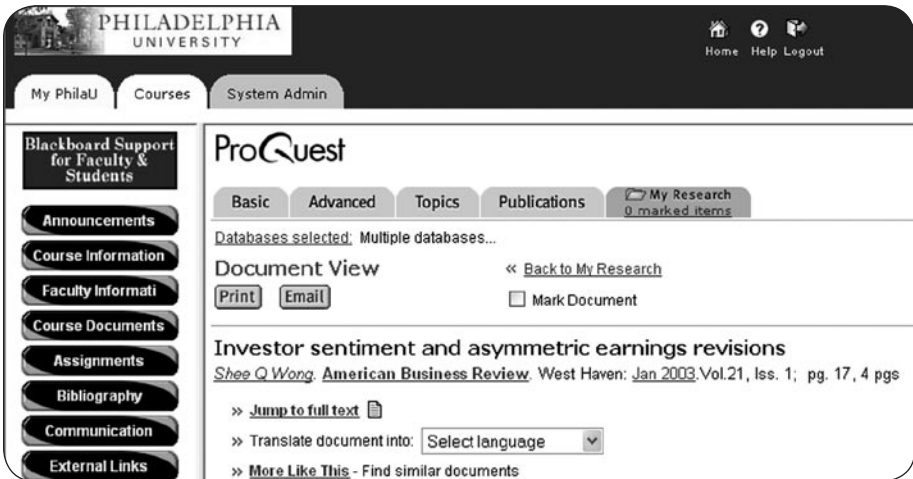 PHILADELPHIA
UNIVERSITY
Home Help Logout
My PhilaU Courses System Admin
Blackboard Support
for Faculty &
Students
Announcements
Course Information
Faculty Informati
Course Documents
Assignments
Bibliography
Communication
External Links
ProQuest
Basic Advanced Topics Publications My Research
0 marked items
Databases selected: Multiple databases...
Document View « Back to My Research
Print Email Mark Document
Investor sentiment and asymmetric earnings revisions
Shee Q Wong. American Business Review. West Haven: Jan 2003.Vol.21, Iss. 1; pg. 17, 4 pgs
» Jump to full text
» Translate document into: Select language
» More Like This - Find similar documents